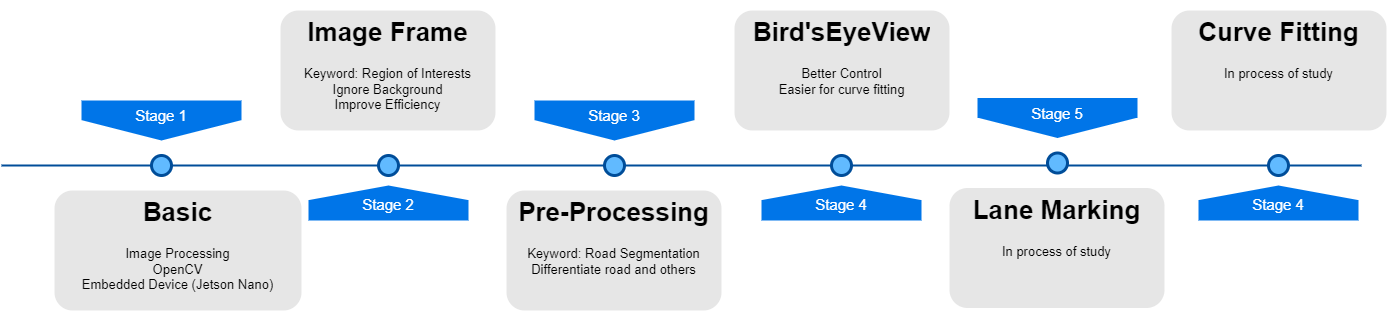 Stage 1
Basic
Image Processing
OpenCV
Embedded Device (Jetson Nano)
Image Frame
Keyword: Region of Interests
Ignore Background
Improve Efficiency
Stage 2
Stage 3
Pre-Processing
Keyword: Road Segmentation
Differentiate road and others
Bird'sEyeView
Better Control
Easier for curve fitting
Stage 4
Stage 5
Lane Marking
In process of study
Curve Fitting
In process of study
Stage 4